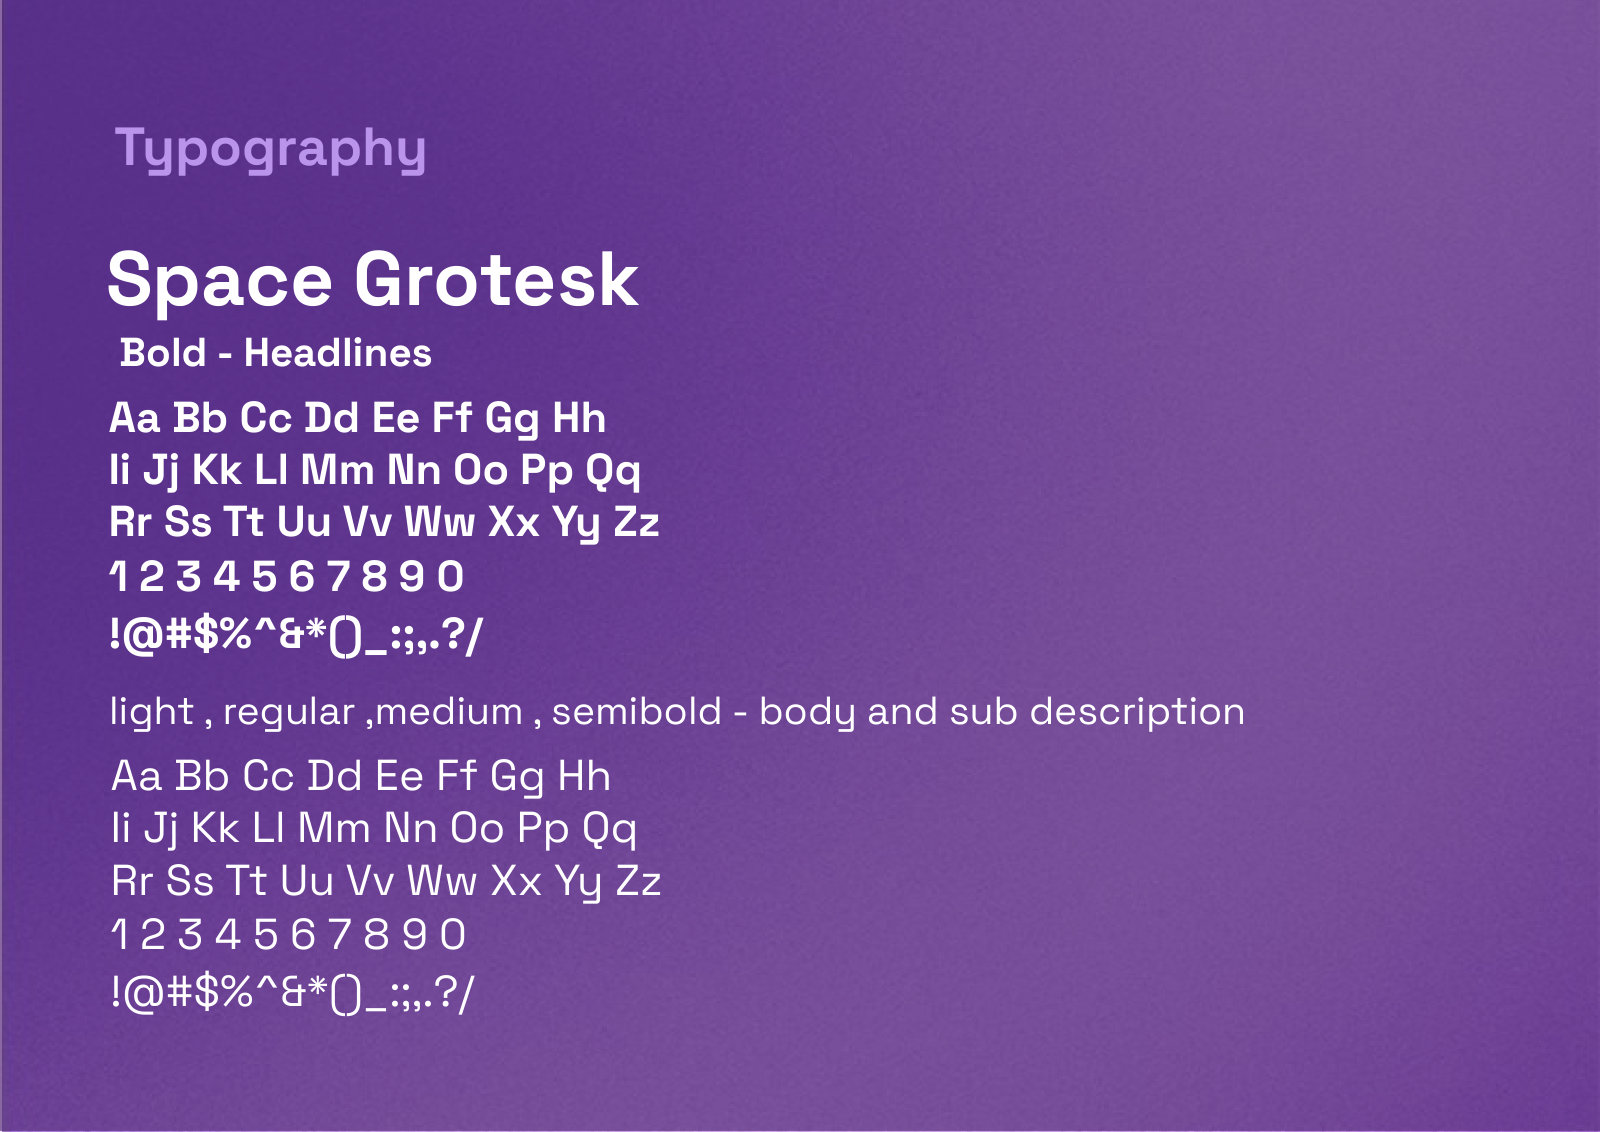 Typography
Space Grotesk
Bold - Headlines
Aa Bb Cc Dd Ee Ff Gg Hh
Ii Jj Kk Ll Mm Nn Oo Pp Qq
Rr Ss Tt Uu Vv Ww Xx Yy Zz
1 2 3 4 5 6 7 8 9 0
!@#$%^&*()_:;,.?/
light , regular ,medium , semibold - body and sub description
Aa Bb Cc Dd Ee Ff Gg Hh
Ii Jj Kk Ll Mm Nn Oo Pp Qq
Rr Ss Tt Uu Vv Ww Xx Yy Zz
1 2 3 4 5 6 7 8 9 0
!@#$%^&*()_:;,.?/